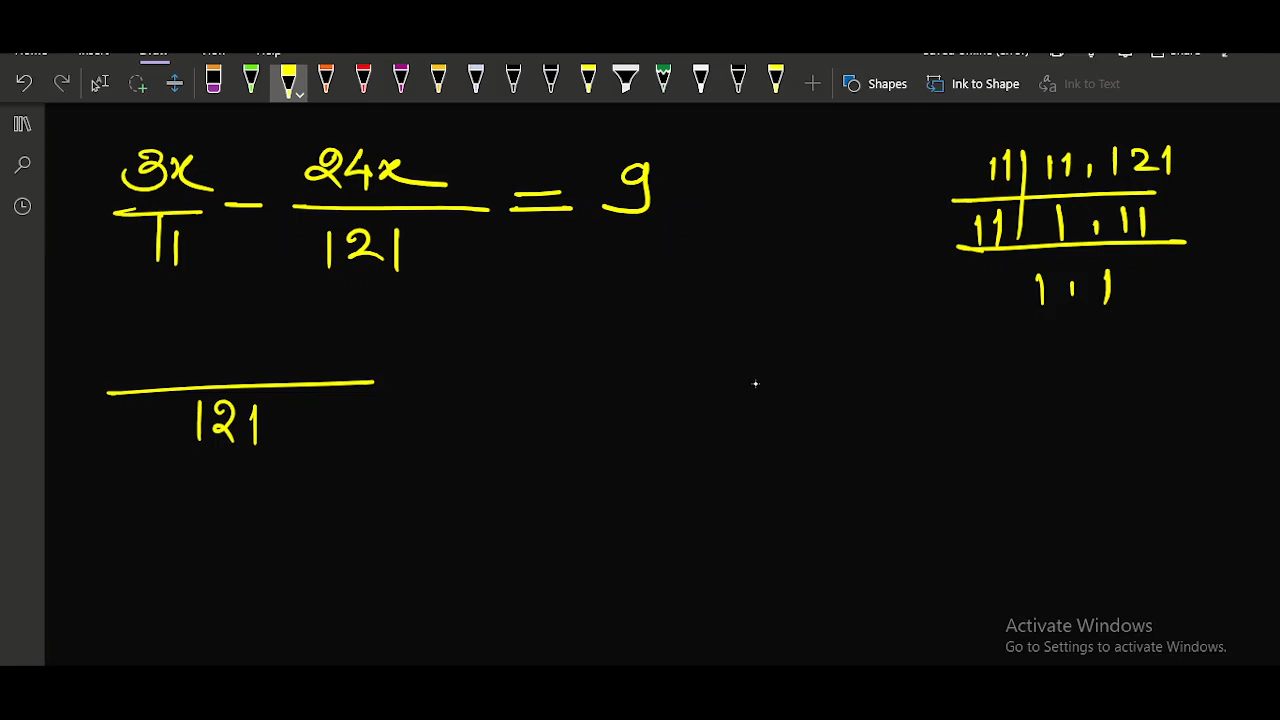 Shapes Ink to Shape Ink to Text
3x/11 - 24x/121 = 9
11 | 11, 121
11 | 1, 11
1, 1
121
Activate Windows
Go to Settings to activate Windows.